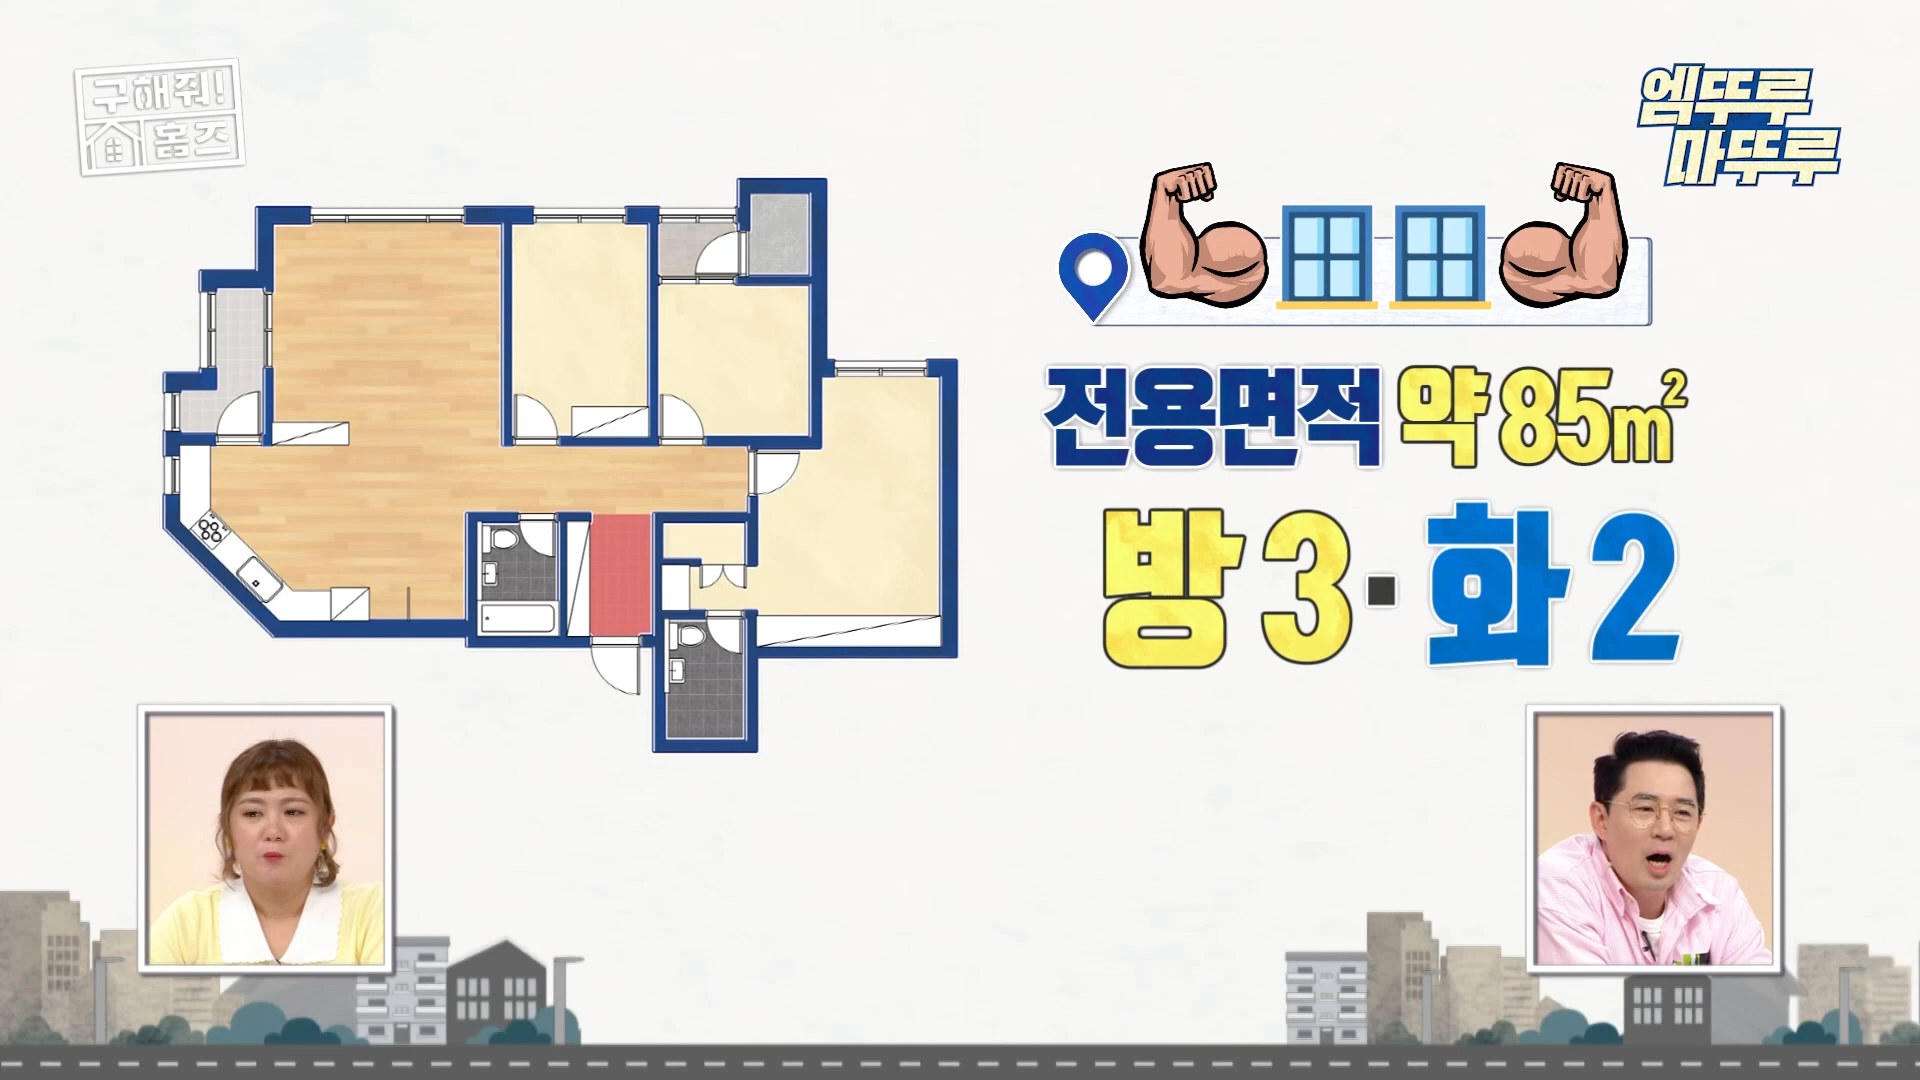 구해줘!
홈즈
엠뚜루
마뚜루
전용면적 약 85m²
방 3·화 2